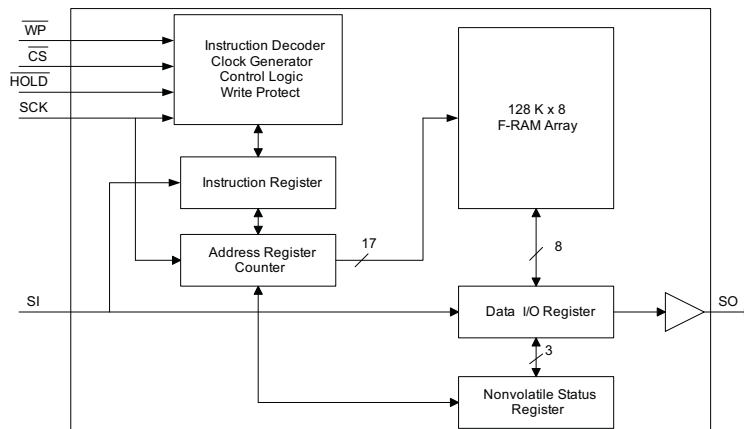 WP
CS
HOLD
SCK
Instruction Decoder
Clock Generator
Control Logic
Write Protect
128 K x 8
F-RAM Array
Instruction Register
Address Register
Counter
17
8
SI
Data I/O Register
SO
3
Nonvolatile Status
Register